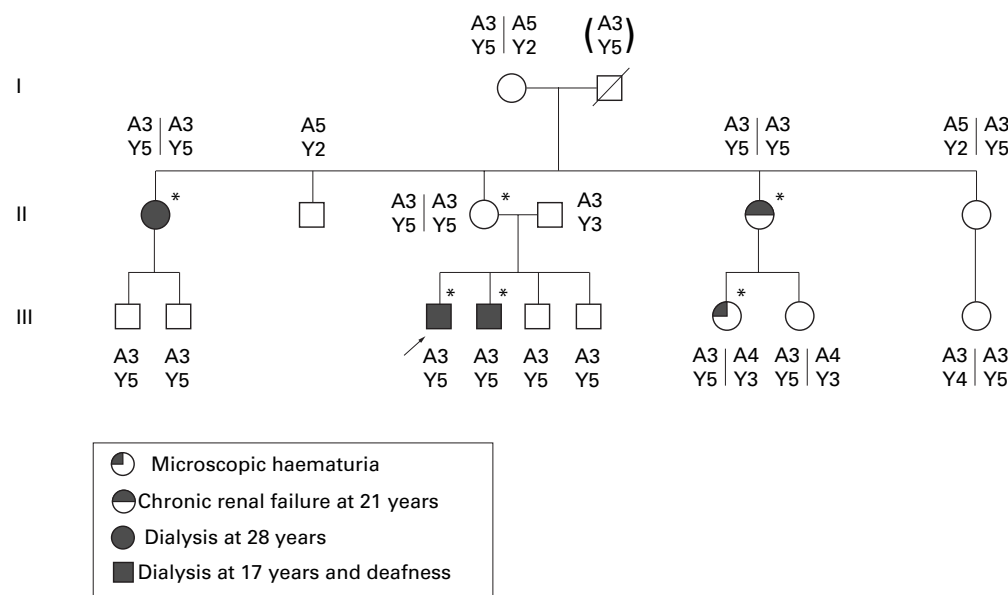 A3 | A5 (A3
Y5 | Y2 Y5)
I
A3 | A3 A5 A3 | A3 A5 | A3
Y5 | Y5 Y2 Y5 | Y5 Y2 | Y5
* * *
II A3 | A3 A3
Y5 | Y5 Y3
* * *
III
A3 A3 A3 A3 A3 A3 A3 | A4 A3 | A4 A3 | A3
Y5 Y5 Y5 Y5 Y5 Y5 Y5 | Y3 Y5 | Y3 Y4 | Y5
Microscopic haematuria
Chronic renal failure at 21 years
Dialysis at 28 years
Dialysis at 17 years and deafness